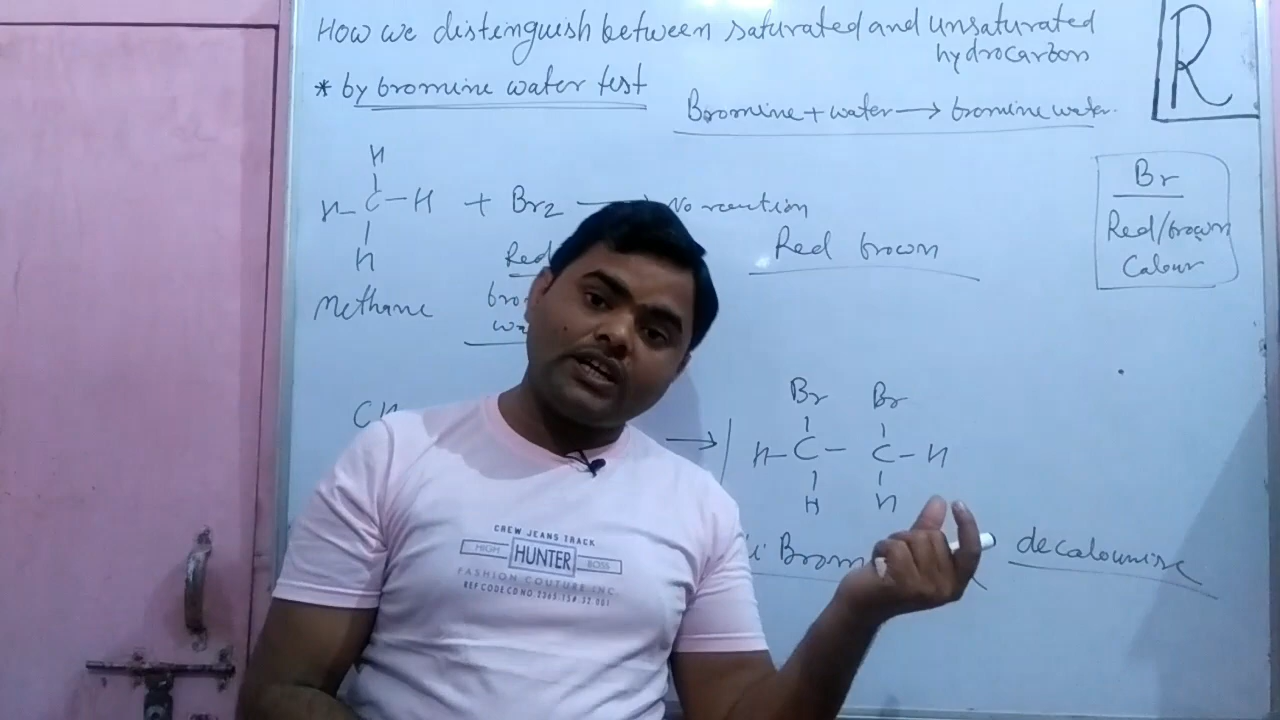 How we distinguish between saturated and unsaturated
hydrocarbon
R
* by bromine water test
Bromine + water → bromine water.
Br
Red/brown
Colour
H
H-C-H + Br2 → No reaction
H
Red
Red brown
Methane
Br Br
→ H-C-C-H
H H
decalourise
CREW JEANS TRACK
HIGH HUNTER BOSS
FASHION COUTURE INC.